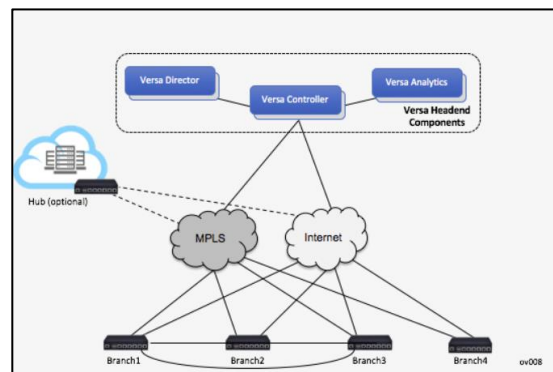 Versa Director
Versa Analytics
Versa Controller
Versa Headend
Components
Hub (optional)
MPLS
Internet
Branch1
Branch2
Branch3
Branch4
ov008